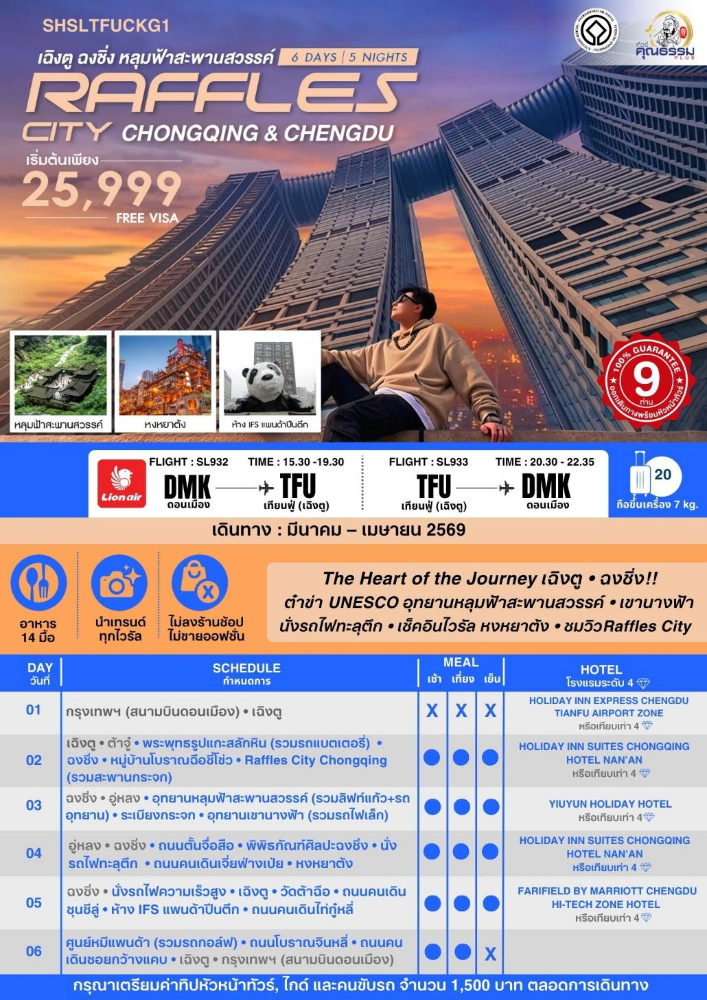 SHSLTFUCKG1
PATRIMONIO MUNDIAL • WORLD HERITAGE • PATRIMOINE MONDIAL
ทัวร์
คุณธรรม
PLUS
เฉิงตู ฉงชิ่ง หลุมฟ้าสะพานสวรรค์ 6 DAYS | 5 NIGHTS
RAFFLES
CITY CHONGQING & CHENGDU
เริ่มต้นเพียง
25,999
FREE VISA
หลุมฟ้าสะพานสวรรค์
หงหยาต้ง
ห้าง IFS แพนด้าปีนตึก
100% GUARANTEE
9
ท่าน
ออกเดินทางพร้อมหัวหน้าทัวร์
Lion air
FLIGHT : SL932 TIME : 15.30 -19.30
DMK TFU
ดอนเมือง เทียนฟู่ (เฉิงตู)
FLIGHT : SL933 TIME : 20.30 - 22.35
TFU DMK
เทียนฟู่ (เฉิงตู) ดอนเมือง
20
ถือขึ้นเครื่อง 7 kg.
เดินทาง : มีนาคม – เมษายน 2569
อาหาร
14 มื้อ
นำเทรนด์
ทุกไวรัล
X
ไม่ลงร้านช้อป
ไม่ขายออฟชั่น
The Heart of the Journey เฉิงตู • ฉงชิ่ง!!
ต๋าข่า UNESCO อุทยานหลุมฟ้าสะพานสวรรค์ • เขานางฟ้า
นั่งรถไฟทะลุตึก • เช็คอินไวรัล หงหยาต้ง • ชมวิวRaffles City
DAY SCHEDULE MEAL HOTEL
วันที่ กำหนดการ เช้า เที่ยง เย็น โรงแรมระดับ 4
01 กรุงเทพฯ (สนามบินดอนเมือง) • เฉิงตู X X X
HOLIDAY INN EXPRESS CHENGDU
TIANFU AIRPORT ZONE
หรือเทียบเท่า 4
02
เฉิงตู • ต้าจู๋ • พระพุทธรูปแกะสลักหิน (รวมรถแบตเตอรี่) •
ฉงชิ่ง • หมู่บ้านโบราณฉือชี่โข่ว • Raffles City Chongqing
(รวมสะพานกระจก)
HOLIDAY INN SUITES CHONGQING
HOTEL NAN’AN
หรือเทียบเท่า 4
03
ฉงชิ่ง • อู่หลง • อุทยานหลุมฟ้าสะพานสวรรค์ (รวมลิฟท์แก้ว+รถ
อุทยาน) • ระเบียงกระจก • อุทยานเขานางฟ้า (รวมรถไฟเล็ก)
YIUYUN HOLIDAY HOTEL
หรือเทียบเท่า 4
04
อู่หลง • ฉงชิ่ง • ถนนตั้นจื่อสือ • พิพิธภัณฑ์ศิลปะฉงชิ่ง • นั่ง
รถไฟทะลุตึก • ถนนคนเดินเจี่ยฟ่างเป่ย • หงหยาต้ง
HOLIDAY INN SUITES CHONGQING
HOTEL NAN’AN
หรือเทียบเท่า 4
05
ฉงชิ่ง • นั่งรถไฟความเร็วสูง • เฉิงตู • วัดต้าฉือ • ถนนคนเดิน
ชุนซีลู่ • ห้าง IFS แพนด้าปีนตึก • ถนนคนเดินไท่กู๋หลี่
FARIFIELD BY MARRIOTT CHENGDU
HI-TECH ZONE HOTEL
หรือเทียบเท่า 4
06
ศูนย์หมีแพนด้า (รวมรถกอล์ฟ) • ถนนโบราณจินหลี่ • ถนนคน
เดินซอยกว้างแคบ • เฉิงตู • กรุงเทพฯ (สนามบินดอนเมือง)
X
กรุณาเตรียมค่าทิปหัวหน้าทัวร์, ไกด์ และคนขับรถ จำนวน 1,500 บาท ตลอดการเดินทาง